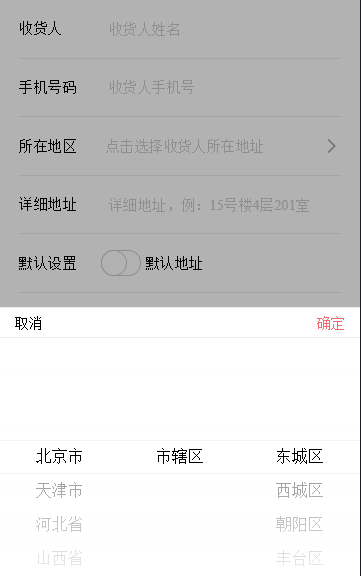 收货人 收货人姓名
手机号码 收货人手机号
所在地区 点击选择收货人所在地址
详细地址 详细地址，例：15号楼4层201室
默认设置 默认地址
取消 确定
北京市 市辖区 东城区
天津市 西城区
河北省 朝阳区
山西省 丰台区